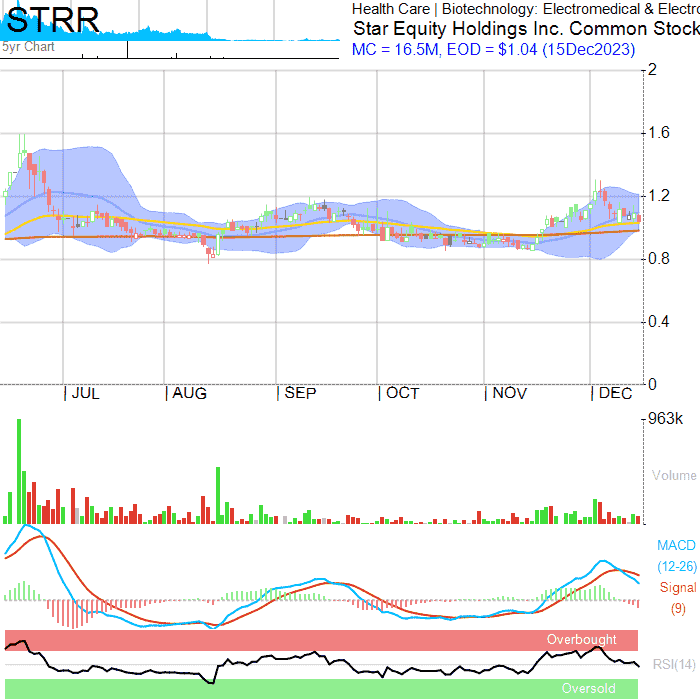 STRR
5yr Chart
Health Care | Biotechnology: Electromedical & Electro
Star Equity Holdings Inc. Common Stock
MC = 16.5M, EOD = $1.04 (15Dec2023)
2
1.6
1.2
0.8
0.4
0
JUL AUG SEP OCT NOV DEC
963k
Volume
MACD
(12-26)
Signal
(9)
Overbought
RSI(14)
Oversold